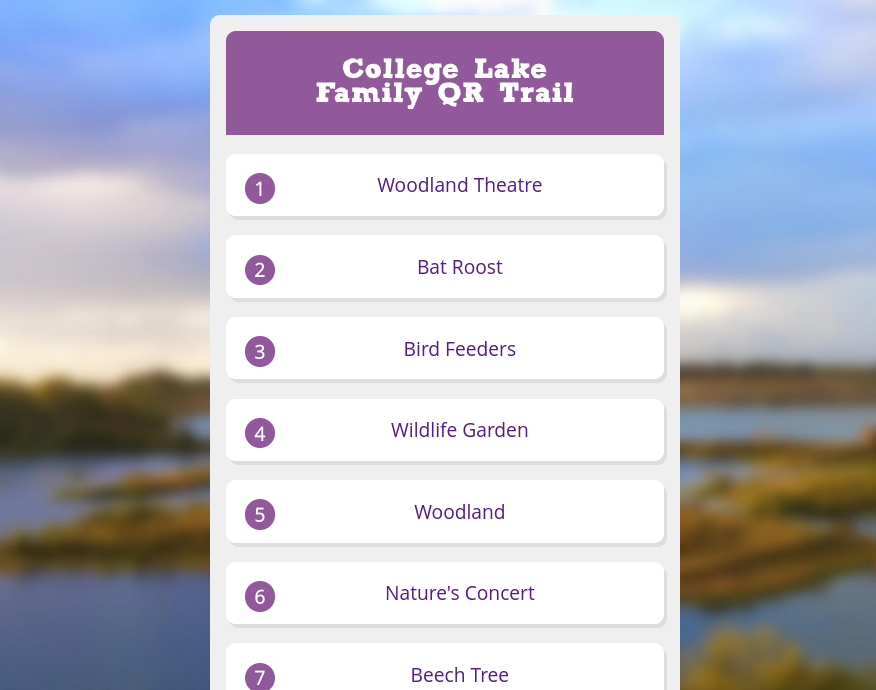 College Lake
Family QR Trail
1 Woodland Theatre
2 Bat Roost
3 Bird Feeders
4 Wildlife Garden
5 Woodland
6 Nature's Concert
7 Beech Tree